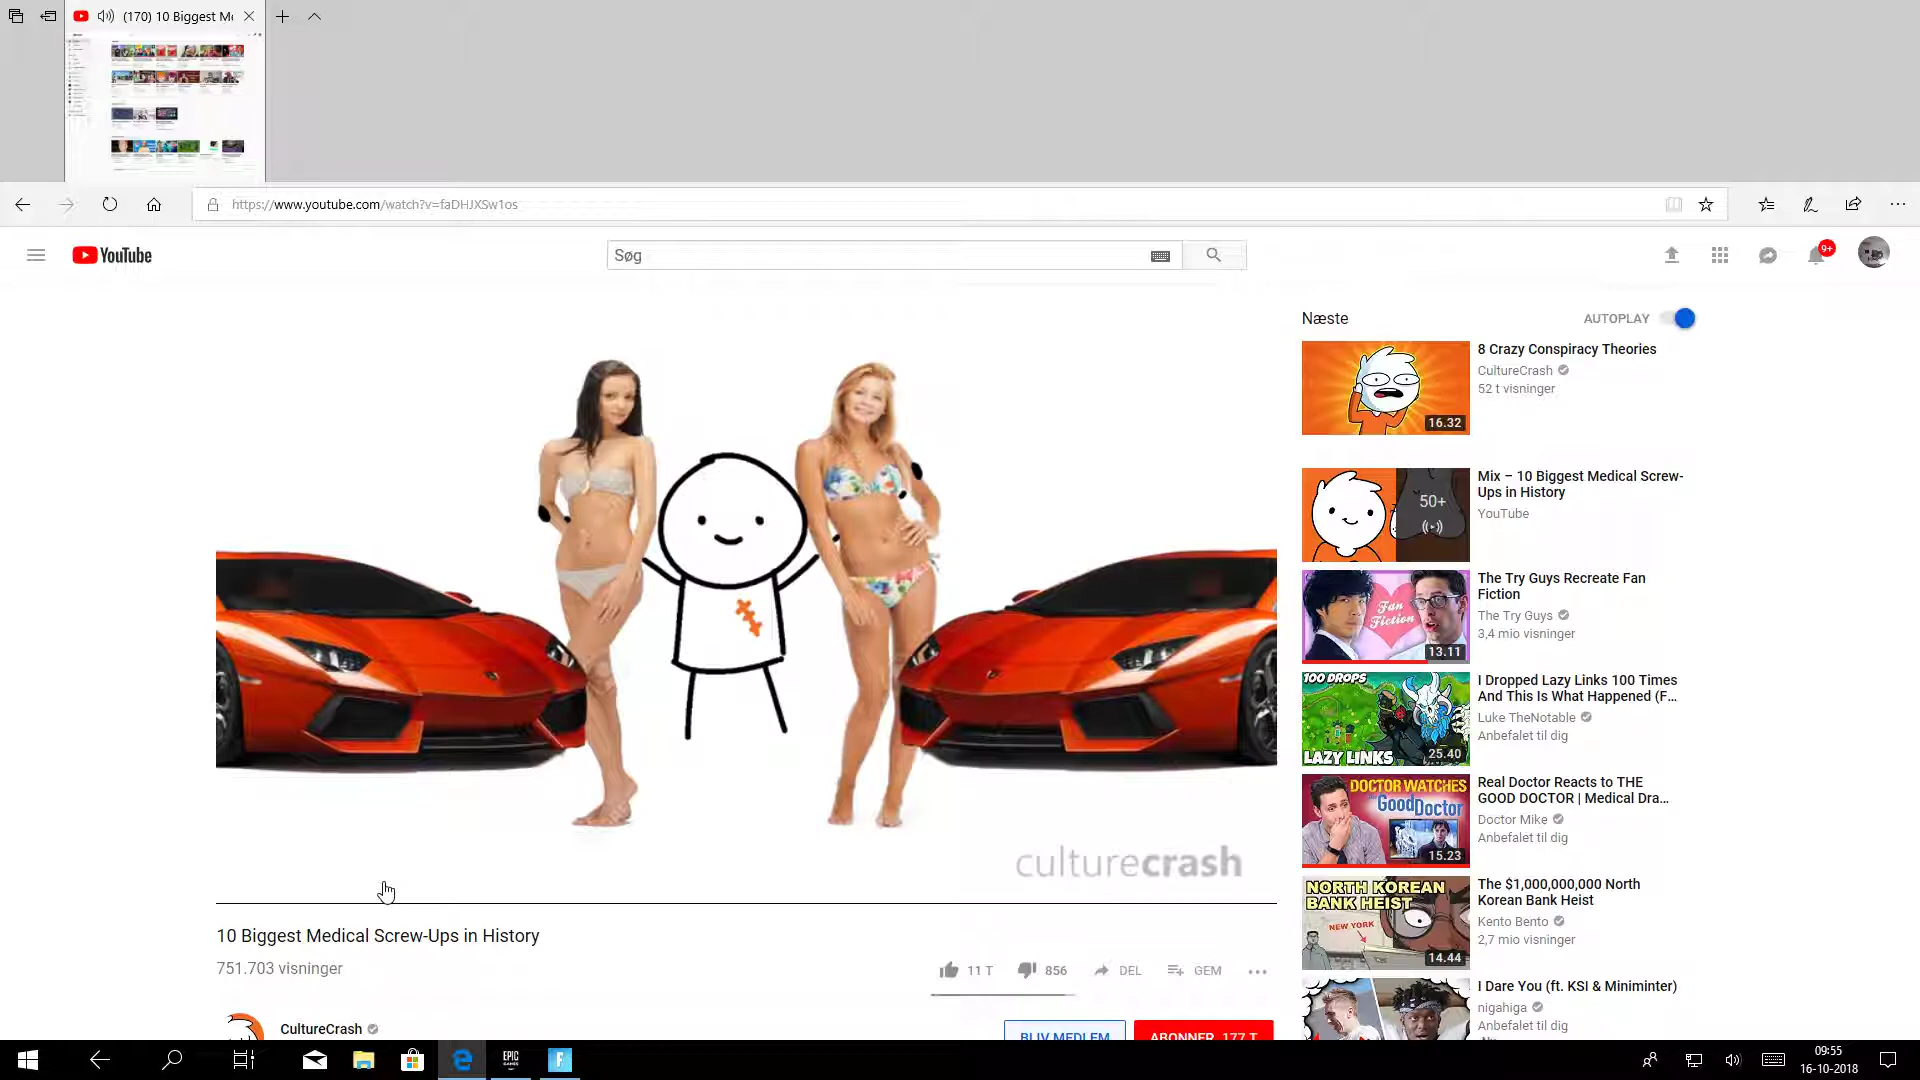 (170) 10 Biggest Me
https://www.youtube.com/watch?v=faDHJXSw1os
YouTube
Søg
9+
culturecrash
10 Biggest Medical Screw-Ups in History
751.703 visninger
11 T
856
DEL
GEM
CultureCrash
BLIV MEDLEM
ABONNER 177 T
Næste
AUTOPLAY
16.32
8 Crazy Conspiracy Theories
CultureCrash
52 t visninger
50+
Mix – 10 Biggest Medical Screw-
Ups in History
YouTube
Fan
Fiction
13.11
The Try Guys Recreate Fan
Fiction
The Try Guys
3,4 mio visninger
100 DROPS
LAZY LINKS
25.40
I Dropped Lazy Links 100 Times
And This Is What Happened (F...
Luke TheNotable
Anbefalet til dig
DOCTOR WATCHES
Good Doctor
15.23
Real Doctor Reacts to THE
GOOD DOCTOR | Medical Dra...
Doctor Mike
Anbefalet til dig
NORTH KOREAN
BANK HEIST
NEW YORK
14.44
The $1,000,000,000 North
Korean Bank Heist
Kento Bento
2,7 mio visninger
I Dare You (ft. KSI & Miniminter)
nigahiga
Anbefalet til dig
EPIC
GAMES
F
09:55
16-10-2018